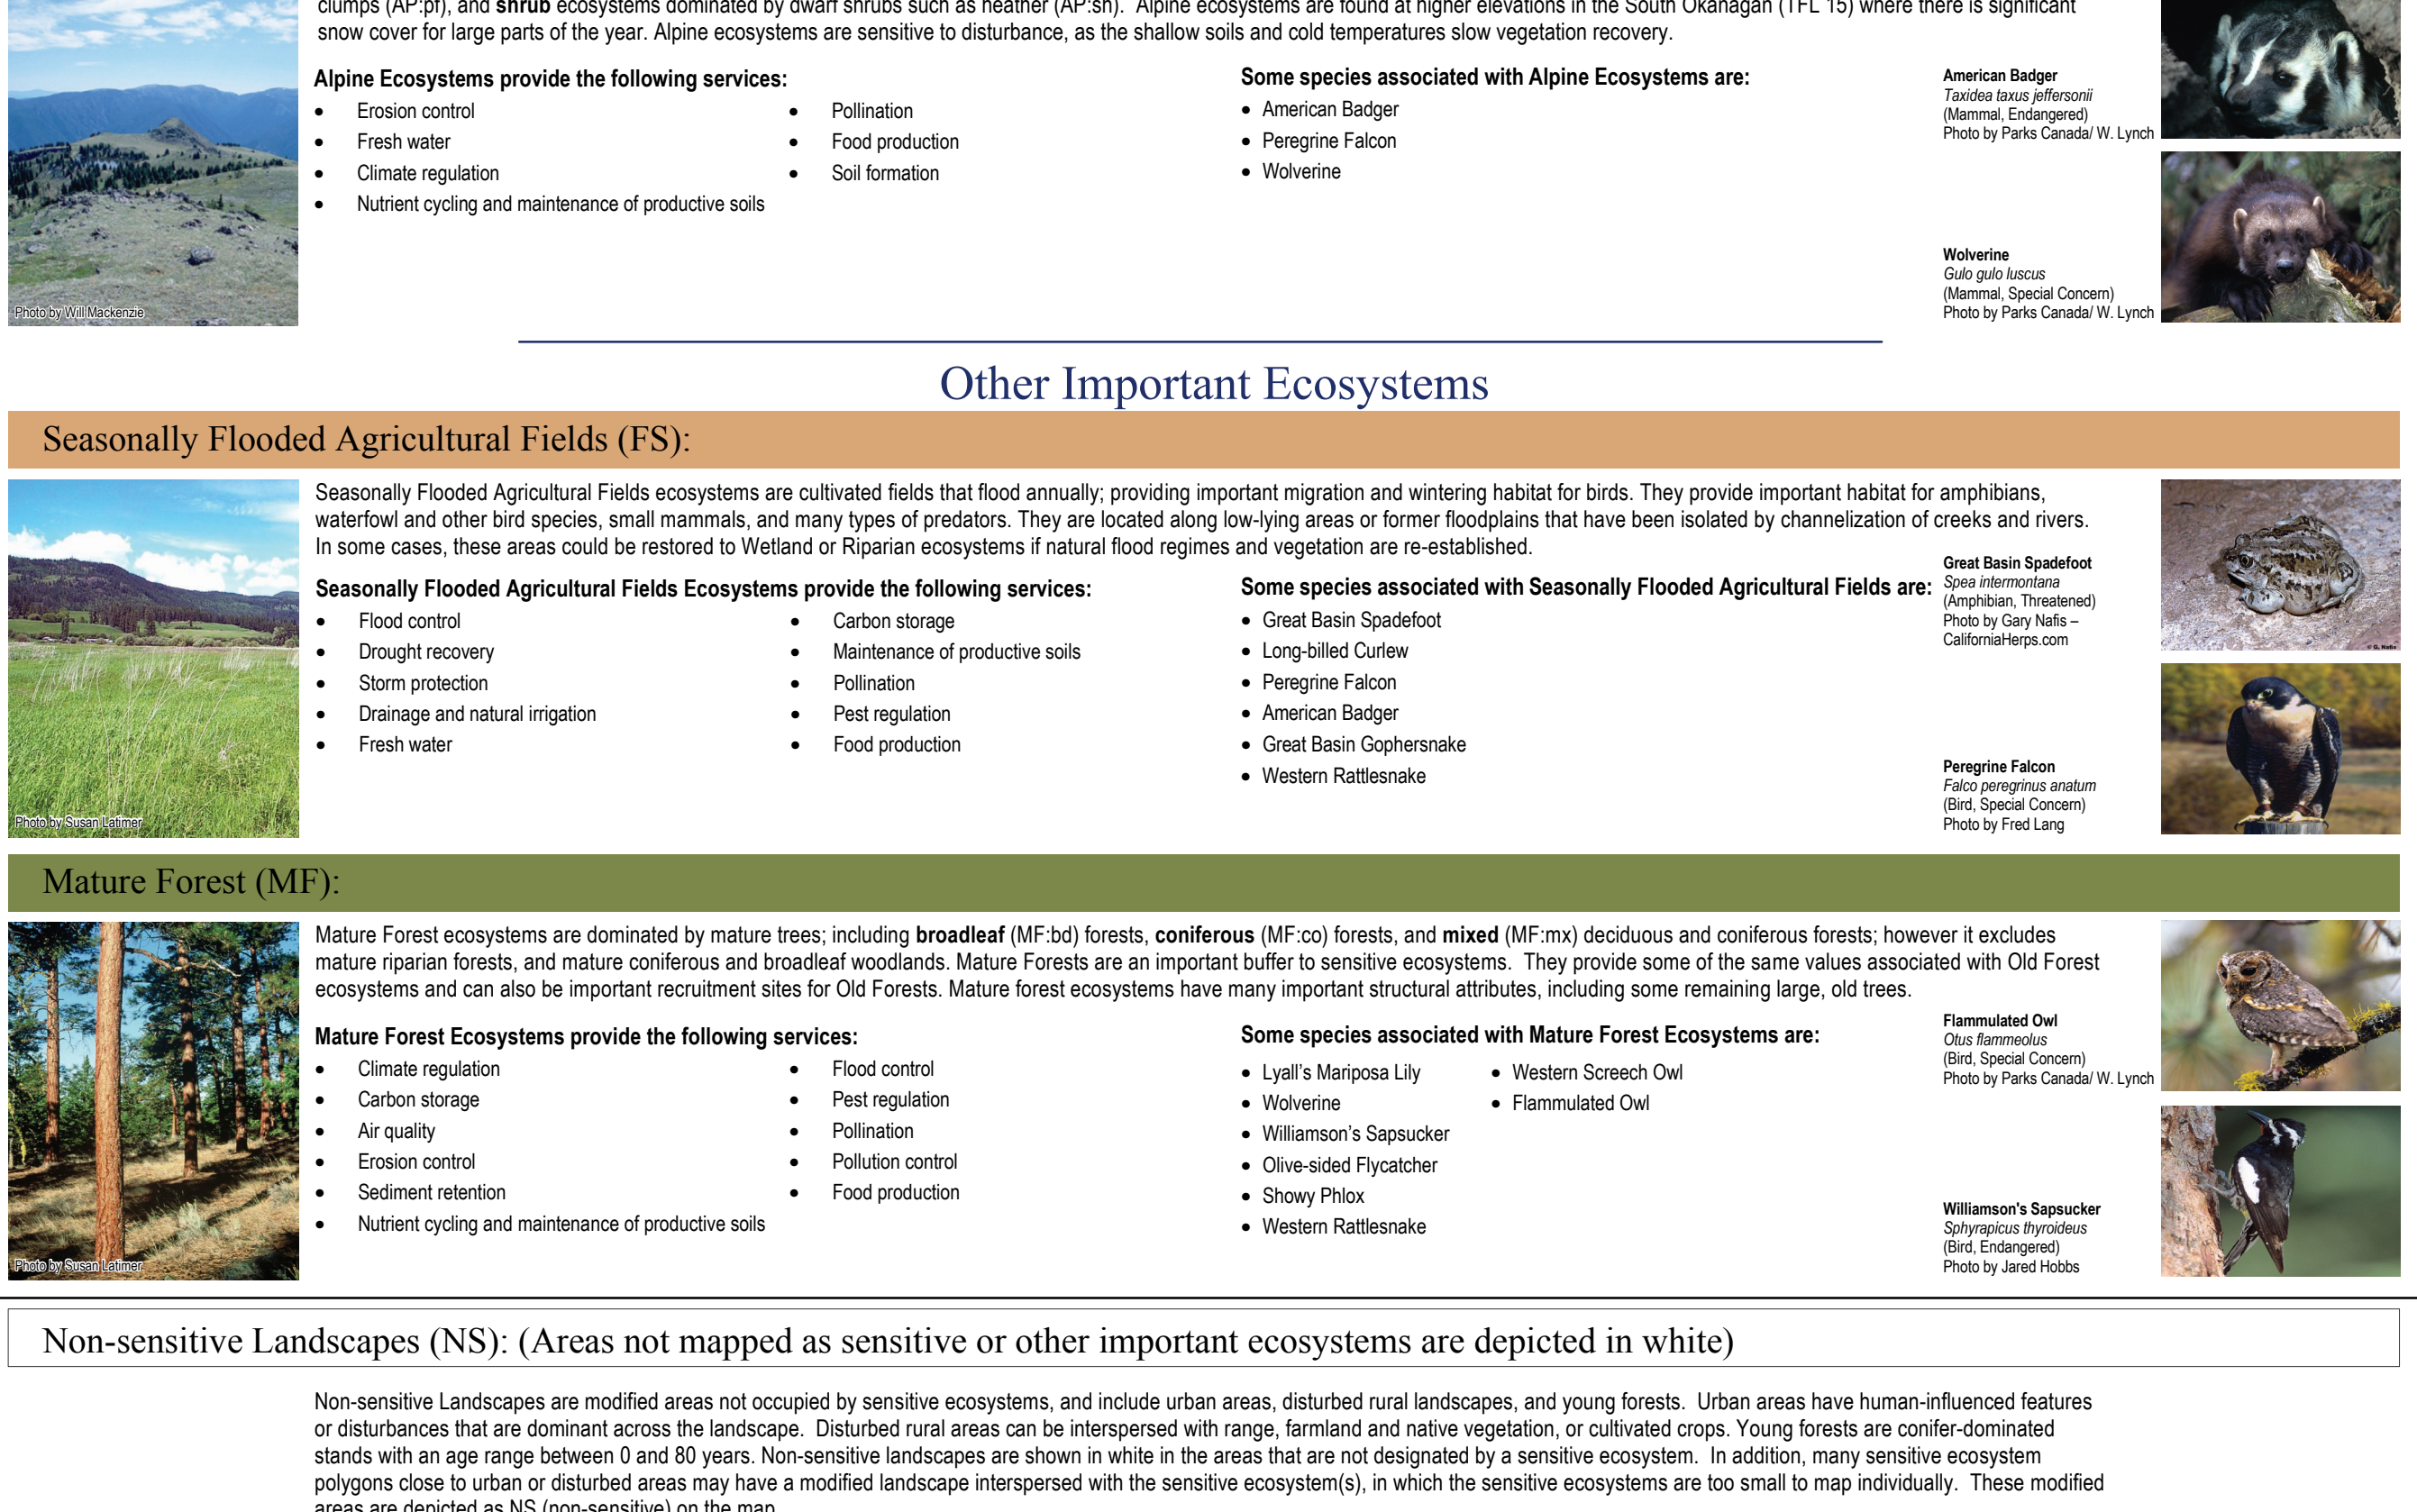 clumps (AP:pf), and shrub ecosystems dominated by dwarf shrubs such as heather (AP:sh).  Alpine ecosystems are found at higher elevations in the South Okanagan (TFL 15) where there is significant
snow cover for large parts of the year. Alpine ecosystems are sensitive to disturbance, as the shallow soils and cold temperatures slow vegetation recovery.
Alpine Ecosystems provide the following services:
• Erosion control
• Fresh water
• Climate regulation
• Nutrient cycling and maintenance of productive soils
• Pollination
• Food production
• Soil formation
Some species associated with Alpine Ecosystems are:
• American Badger
• Peregrine Falcon
• Wolverine
American Badger
Taxidea taxus jeffersonii
(Mammal, Endangered)
Photo by Parks Canada/ W. Lynch
Wolverine
Gulo gulo luscus
(Mammal, Special Concern)
Photo by Parks Canada/ W. Lynch
Photo by Will Mackenzie
Other Important Ecosystems
Seasonally Flooded Agricultural Fields (FS):
Seasonally Flooded Agricultural Fields ecosystems are cultivated fields that flood annually; providing important migration and wintering habitat for birds. They provide important habitat for amphibians,
waterfowl and other bird species, small mammals, and many types of predators. They are located along low-lying areas or former floodplains that have been isolated by channelization of creeks and rivers.
In some cases, these areas could be restored to Wetland or Riparian ecosystems if natural flood regimes and vegetation are re-established.
Seasonally Flooded Agricultural Fields Ecosystems provide the following services:
• Flood control
• Drought recovery
• Storm protection
• Drainage and natural irrigation
• Fresh water
• Carbon storage
• Maintenance of productive soils
• Pollination
• Pest regulation
• Food production
Some species associated with Seasonally Flooded Agricultural Fields are:
• Great Basin Spadefoot
• Long-billed Curlew
• Peregrine Falcon
• American Badger
• Great Basin Gophersnake
• Western Rattlesnake
Great Basin Spadefoot
Spea intermontana
(Amphibian, Threatened)
Photo by Gary Nafis –
CaliforniaHerps.com
© G. Nafis
Peregrine Falcon
Falco peregrinus anatum
(Bird, Special Concern)
Photo by Fred Lang
Photo by Susan Latimer
Mature Forest (MF):
Mature Forest ecosystems are dominated by mature trees; including broadleaf (MF:bd) forests, coniferous (MF:co) forests, and mixed (MF:mx) deciduous and coniferous forests; however it excludes
mature riparian forests, and mature coniferous and broadleaf woodlands. Mature Forests are an important buffer to sensitive ecosystems.  They provide some of the same values associated with Old Forest
ecosystems and can also be important recruitment sites for Old Forests. Mature forest ecosystems have many important structural attributes, including some remaining large, old trees.
Mature Forest Ecosystems provide the following services:
• Climate regulation
• Carbon storage
• Air quality
• Erosion control
• Sediment retention
• Nutrient cycling and maintenance of productive soils
• Flood control
• Pest regulation
• Pollination
• Pollution control
• Food production
Some species associated with Mature Forest Ecosystems are:
• Lyall’s Mariposa Lily
• Wolverine
• Williamson’s Sapsucker
• Olive-sided Flycatcher
• Showy Phlox
• Western Rattlesnake
• Western Screech Owl
• Flammulated Owl
Flammulated Owl
Otus flammeolus
(Bird, Special Concern)
Photo by Parks Canada/ W. Lynch
Williamson's Sapsucker
Sphyrapicus thyroideus
(Bird, Endangered)
Photo by Jared Hobbs
Photo by Susan Latimer
Non-sensitive Landscapes (NS): (Areas not mapped as sensitive or other important ecosystems are depicted in white)
Non-sensitive Landscapes are modified areas not occupied by sensitive ecosystems, and include urban areas, disturbed rural landscapes, and young forests.  Urban areas have human-influenced features
or disturbances that are dominant across the landscape.  Disturbed rural areas can be interspersed with range, farmland and native vegetation, or cultivated crops. Young forests are conifer-dominated
stands with an age range between 0 and 80 years. Non-sensitive landscapes are shown in white in the areas that are not designated by a sensitive ecosystem.  In addition, many sensitive ecosystem
polygons close to urban or disturbed areas may have a modified landscape interspersed with the sensitive ecosystem(s), in which the sensitive ecosystems are too small to map individually.  These modified
areas are depicted as NS (non-sensitive) on the map.